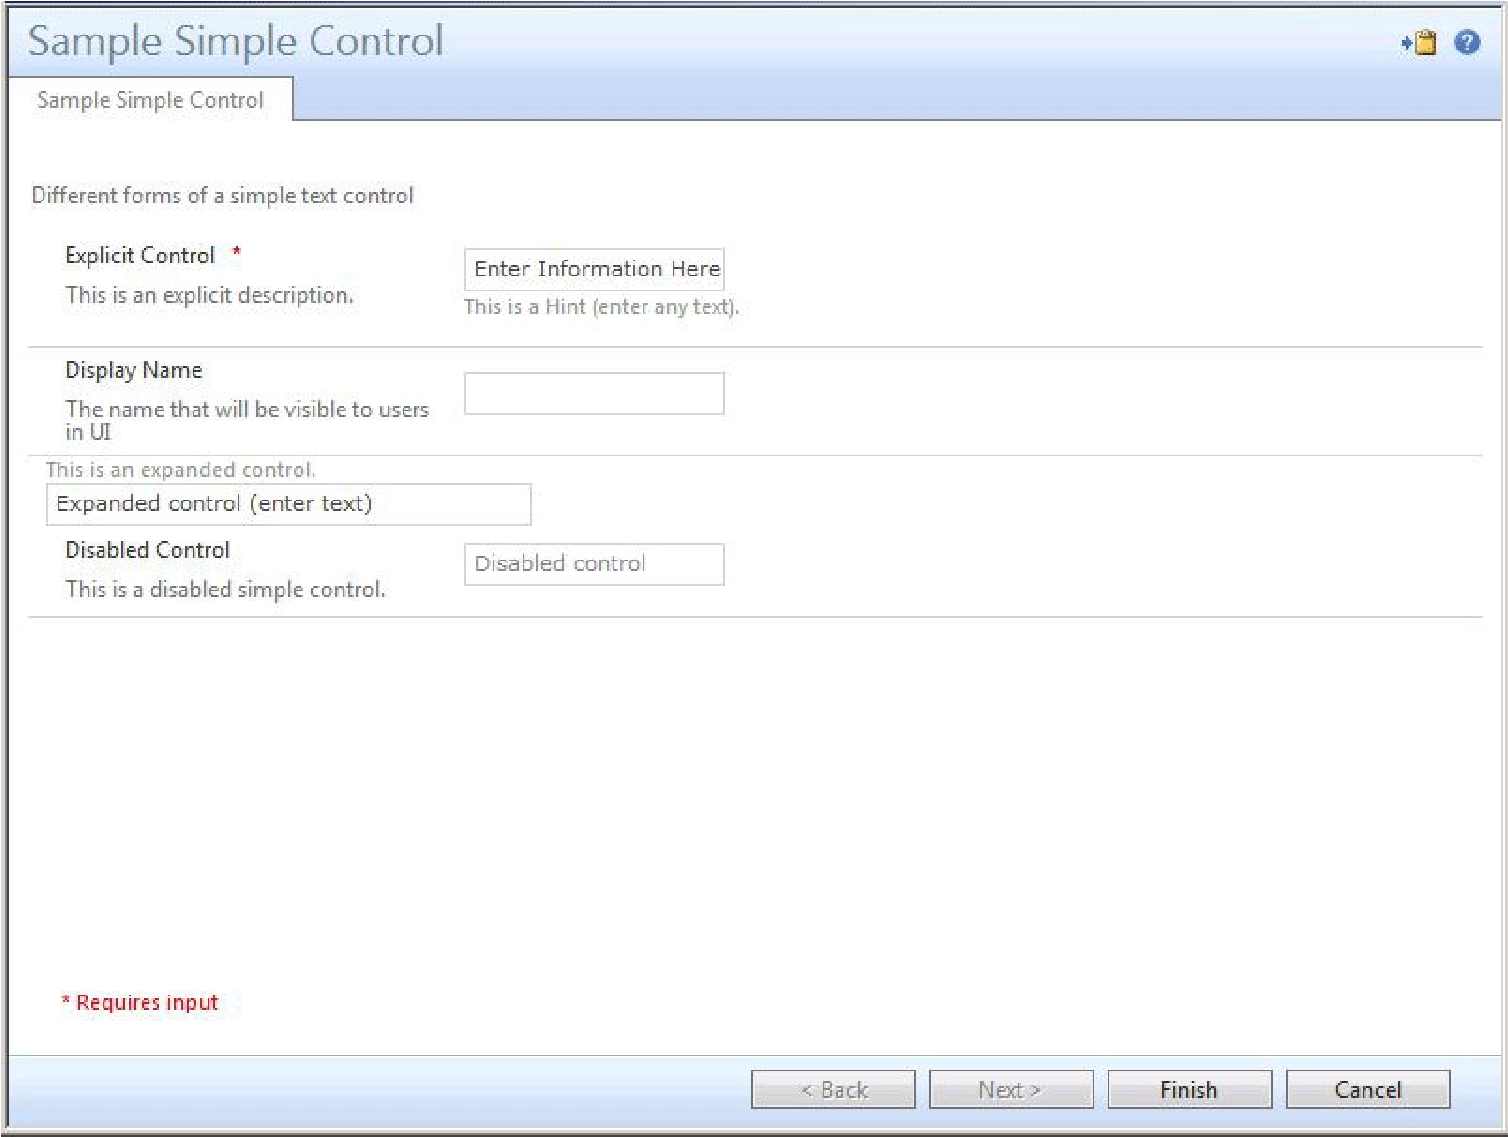 Sample Simple Control
?
Sample Simple Control
Different forms of a simple text control
Explicit Control *
Enter Information Here
This is an explicit description.
This is a Hint (enter any text).
Display Name
The name that will be visible to users
in UI
This is an expanded control.
Expanded control (enter text)
Disabled Control
Disabled control
This is a disabled simple control.
* Requires input
< Back
Next >
Finish
Cancel